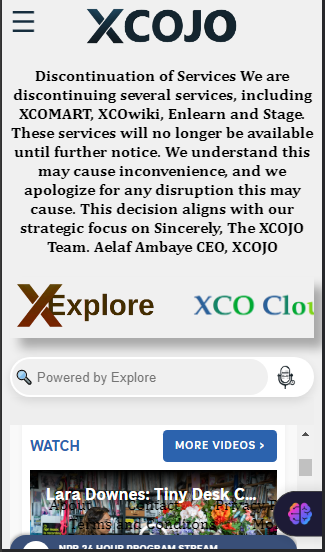 XCOJO
Discontinuation of Services We are
discontinuing several services, including
XCOMART, XCOwiki, Enlearn and Stage.
These services will no longer be available
until further notice. We understand this
may cause inconvenience, and we
apologize for any disruption this may
cause. This decision aligns with our
strategic focus on Sincerely, The XCOJO
Team. Aelaf Ambaye CEO, XCOJO
XExplore XCO Clou
Powered by Explore
WATCH MORE VIDEOS >
Lara Downes: Tiny Desk C...
About Contact Privacy P
Terms and Conditions Mo
NPR 24 HOUR PROGRAM STREAM